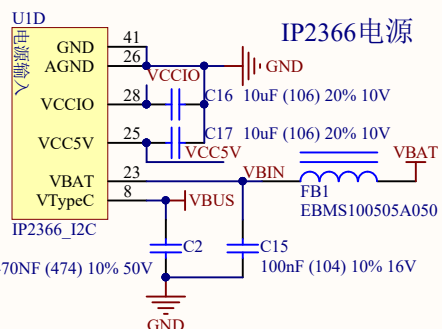 U1D
IP2366电源
电源输入
GND 41
AGND 26
GND
VCCIO
VCCIO 28
C16 10uF (106) 20% 10V
VCC5V 25
C17 10uF (106) 20% 10V
VCC5V
VBAT
VBAT 23
VBIN
FB1
VTypeC 8
VBUS
EBMS100505A050
IP2366_I2C
C2
C15
70NF (474) 10% 50V
100nF (104) 10% 16V
GND